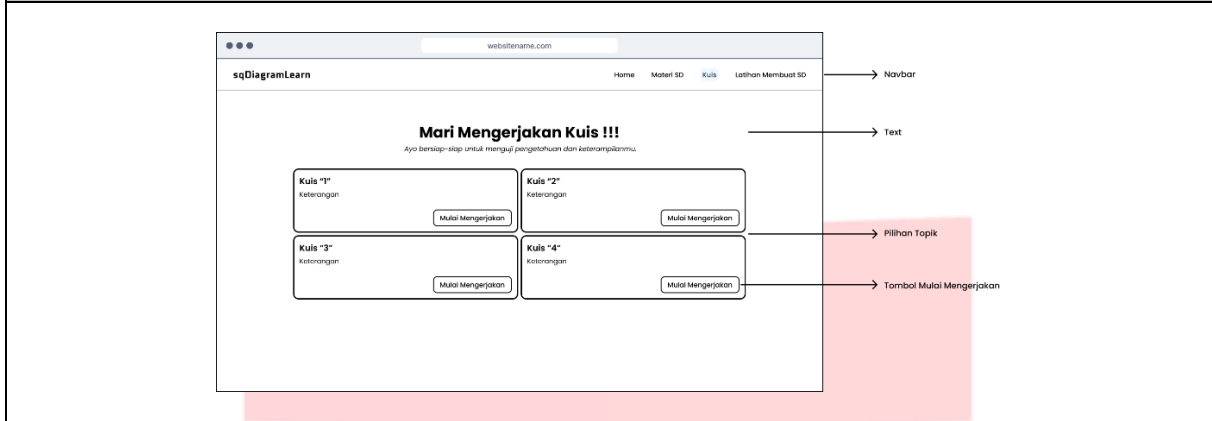 websitename.com
sqDiagramLearn Home Materi SD Kuis Latihan Membuat SD Navbar
Mari Mengerjakan Kuis !!! Text
Ayo bersiap-siap untuk menguji pengetahuan dan keterampilanmu.
Kuis "1" Kuis "2"
Keterangan Keterangan
Mulai Mengerjakan Mulai Mengerjakan
Pilihan Topik
Kuis "3" Kuis "4"
Keterangan Keterangan
Mulai Mengerjakan Mulai Mengerjakan Tombol Mulai Mengerjakan